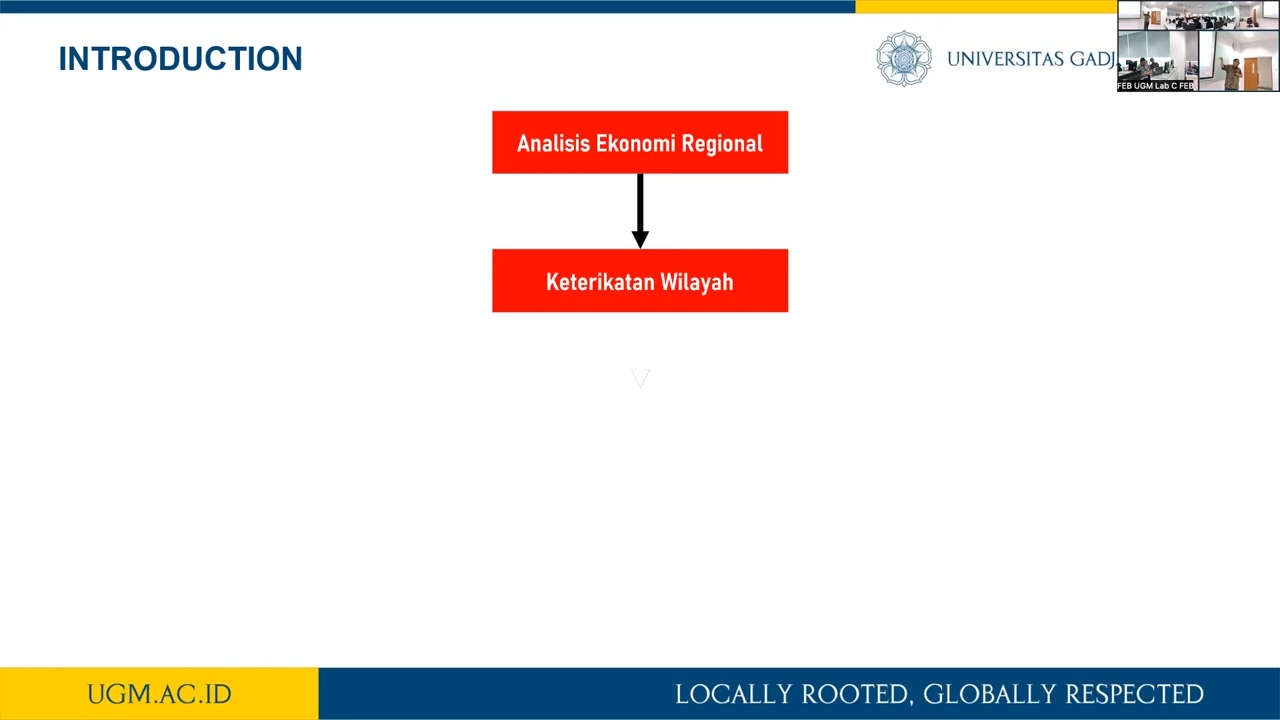 INTRODUCTION
UNIVERSITAS GADJ
FEB UGM Lab C FEB
Analisis Ekonomi Regional
Keterikatan Wilayah
UGM.AC.ID
LOCALLY ROOTED, GLOBALLY RESPECTED